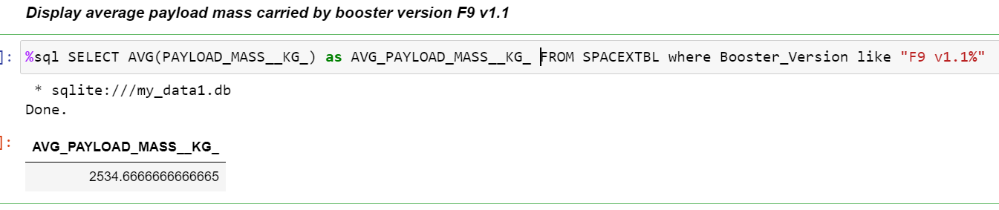 Display average payload mass carried by booster version F9 v1.1
]: %sql SELECT AVG(PAYLOAD_MASS__KG_) as AVG_PAYLOAD_MASS__KG_ FROM SPACEXTBL where Booster_Version like "F9 v1.1%"
* sqlite:///my_data1.db
Done.
]: AVG_PAYLOAD_MASS__KG_
2534.6666666666665